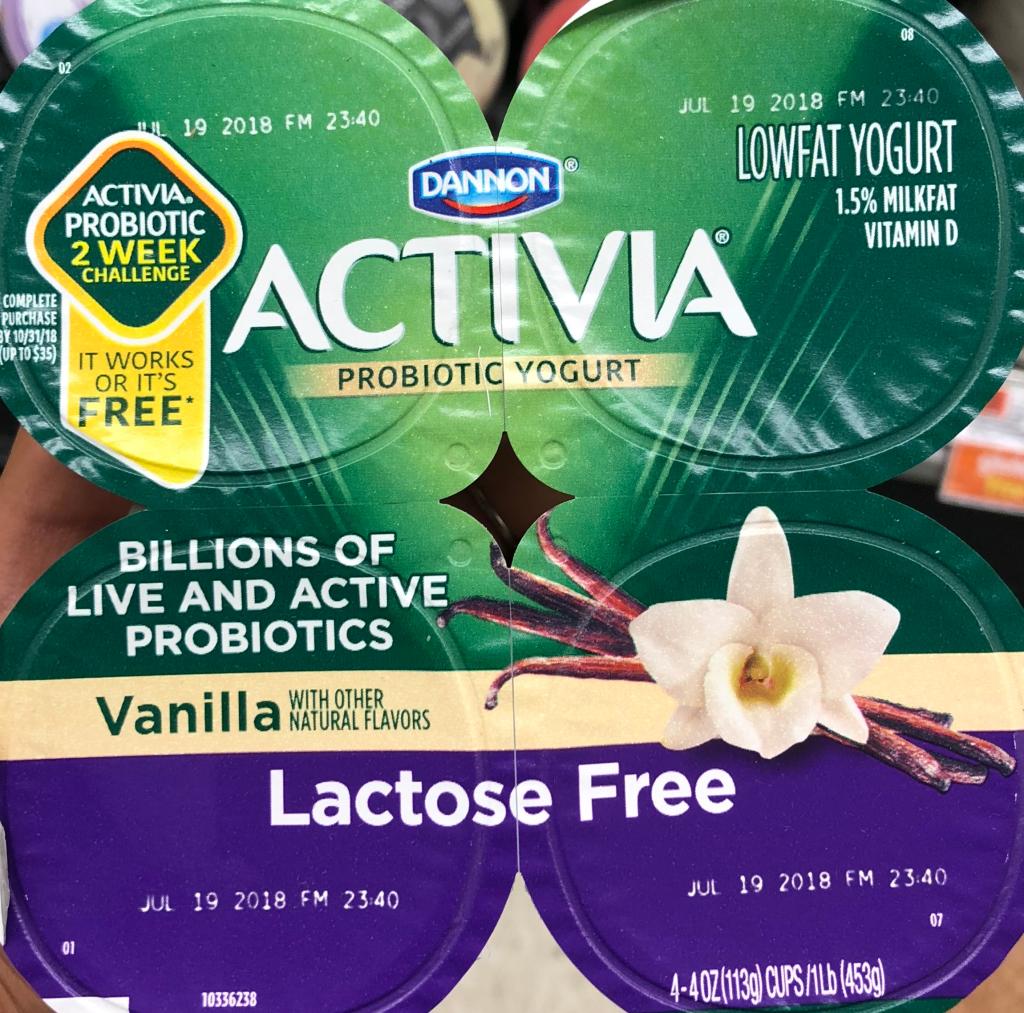 02
08
JUL 19 2018 FM 23:40
JUL 19 2018 FM 23:40
LOWFAT YOGURT
1.5% MILKFAT
VITAMIN D
DANNON®
ACTIVIA®
PROBIOTIC YOGURT
ACTIVIA®
PROBIOTIC
2 WEEK
CHALLENGE
COMPLETE
PURCHASE
BY 10/31/18
(UP TO $35)
IT WORKS
OR IT'S
FREE*
BILLIONS OF
LIVE AND ACTIVE
PROBIOTICS
Vanilla WITH OTHER
NATURAL FLAVORS
Lactose Free
JUL 19 2018 FM 23:40
JUL 19 2018 FM 23:40
01
07
10336238
4-4 OZ (113g) CUPS/1Lb (453g)